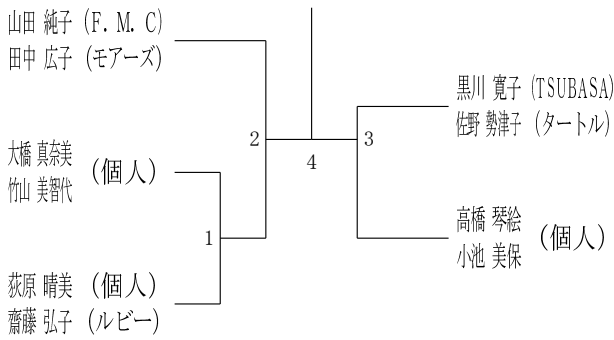 山田 純子 (F. M. C)
田中 広子 (モアーズ)
大橋 真奈美
竹山 美智代
(個人)
荻原 晴美 (個人)
齋藤 弘子 (ルビー)
1
2
4
3
黒川 寛子 (TSUBASA)
佐野 勢津子 (タートル)
高橋 琴絵
小池 美保
(個人)